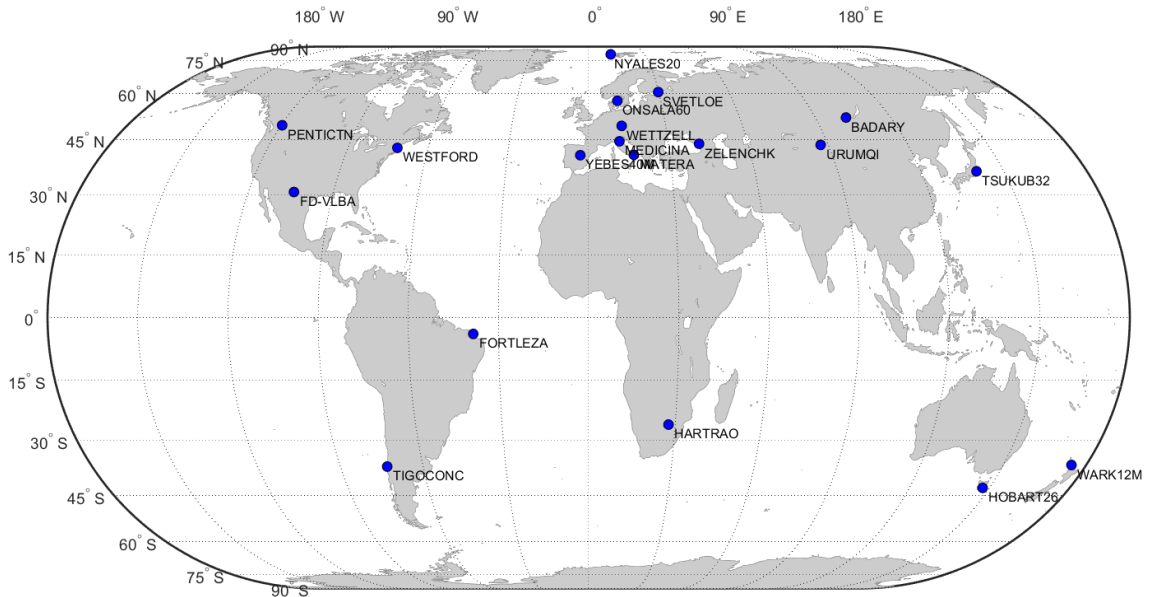 180° W
90° W
0°
90° E
180° E
90° N
75° N
NYALES20
60° N
SVETLOE
ONSALA60
PENTICTN
BADARY
WETTZELL
45° N
MEDICINA
ZELENCHK
URUMQI
WESTFORD
YEBES40M
MATERA
TSUKUB32
30° N
FD-VLBA
15° N
0°
FORTLEZA
15° S
HARTRAO
30° S
TIGOCONC
WARK12M
45° S
HOBART26
60° S
75° S
90° S